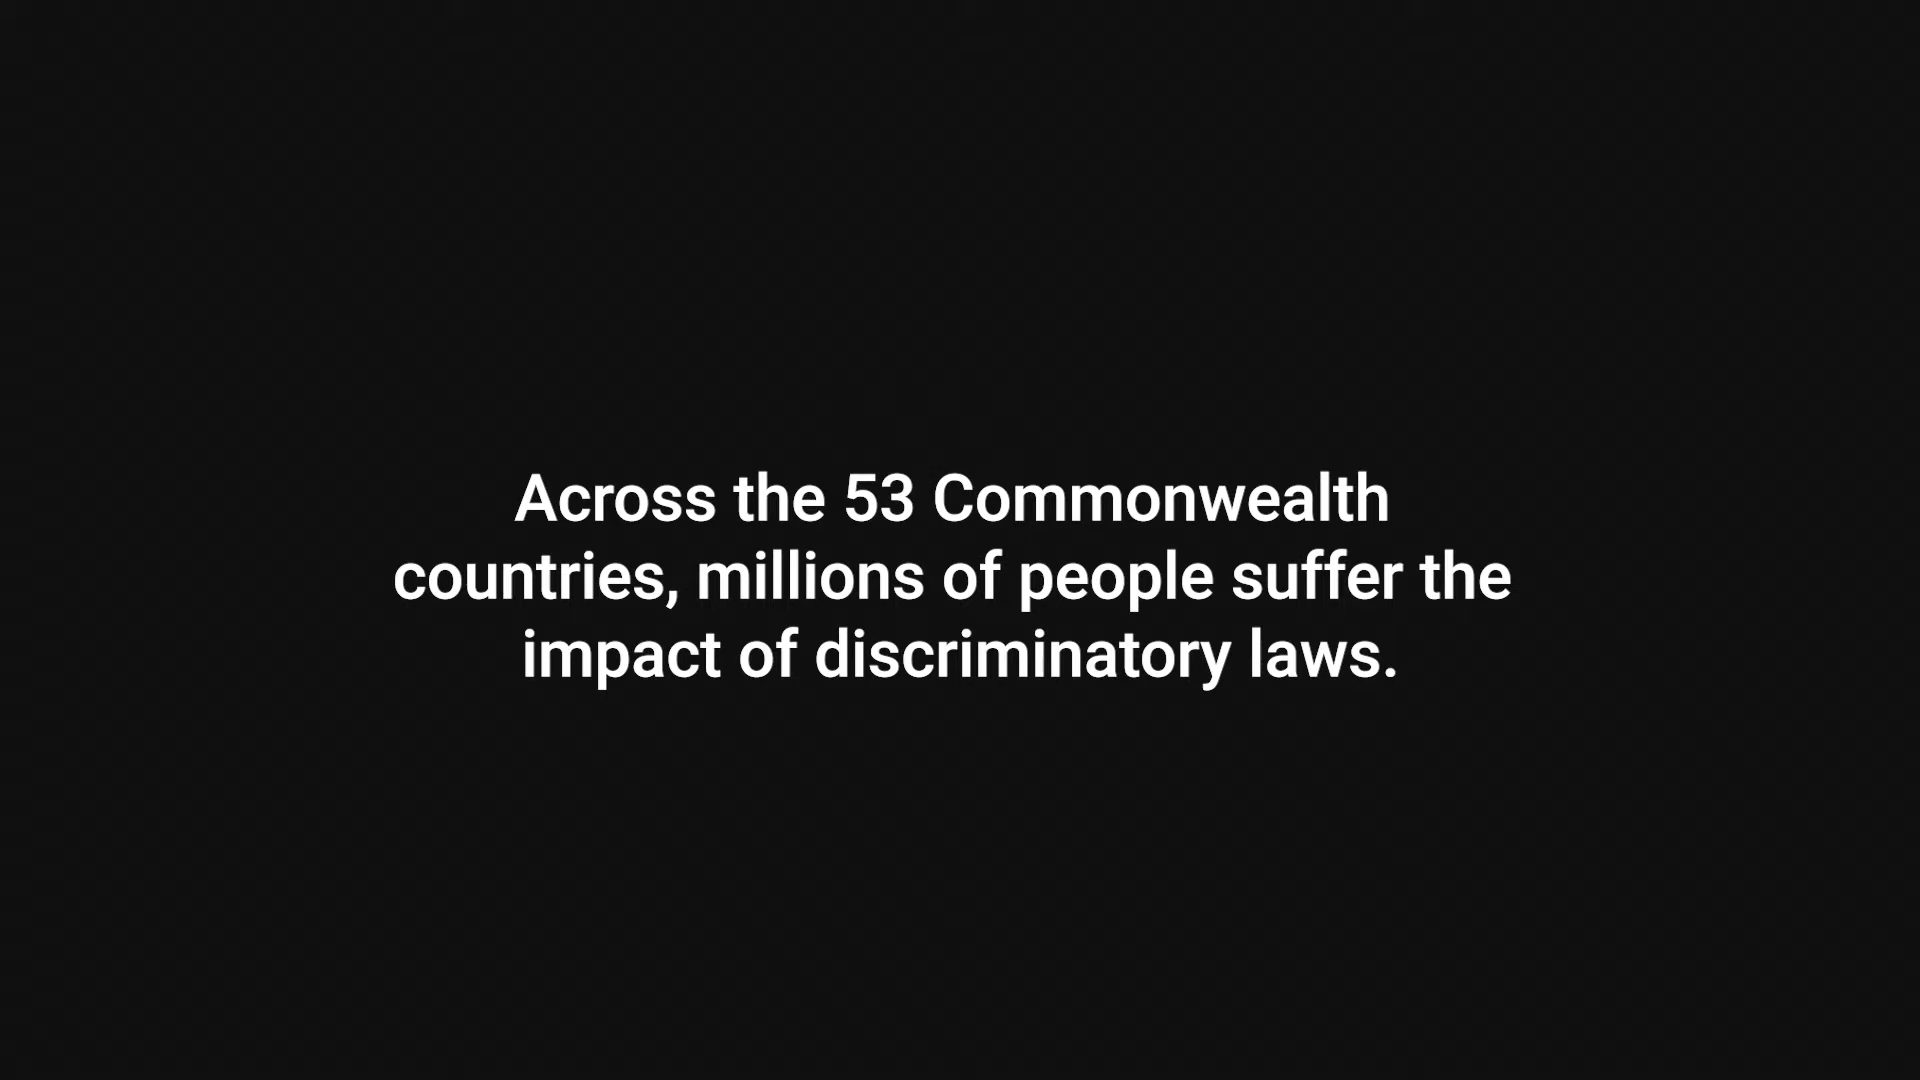 Across the 53 Commonwealth
countries, millions of people suffer the
impact of discriminatory laws.